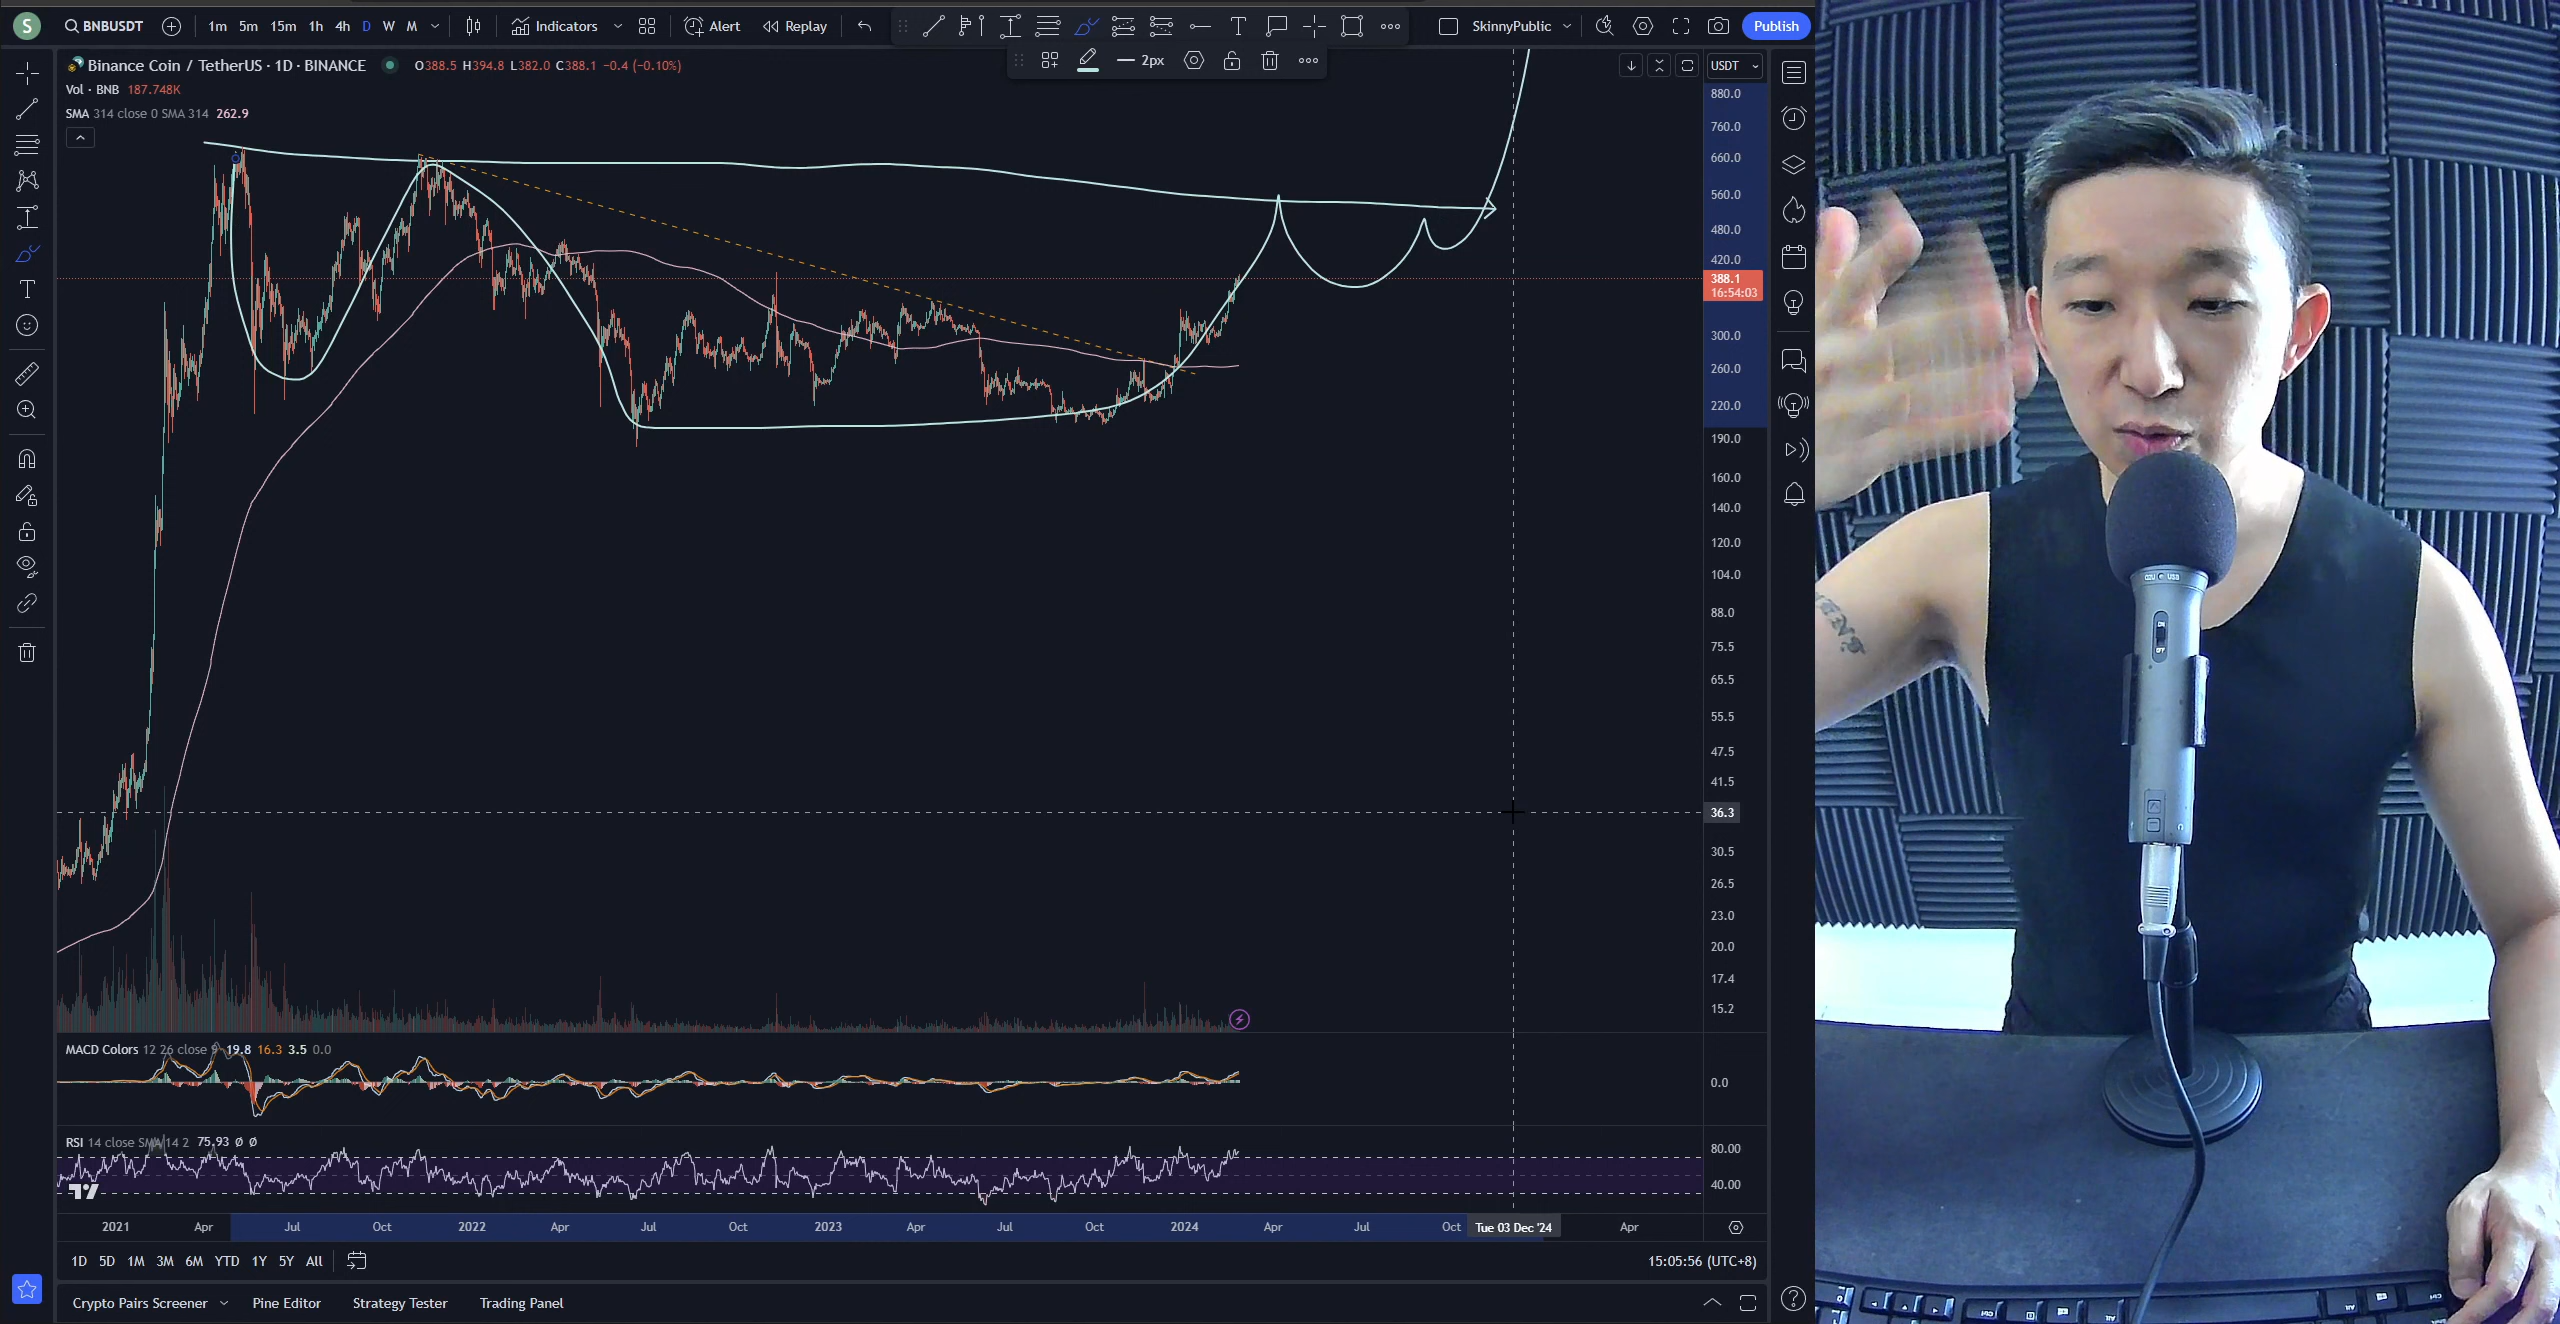 S BNBUSDT 1m 5m 15m 1h 4h D W M Indicators Alert Replay SkinnyPublic Publish
2px
Binance Coin / TetherUS · 1D · BINANCE O388.5 H394.8 L382.0 C388.1 −0.4 (−0.10%)
USDT
Vol · BNB 187.748K
SMA 314 close 0 SMA 314 262.9
880.0
760.0
660.0
560.0
480.0
420.0
388.1
16:54:03
300.0
260.0
220.0
190.0
160.0
140.0
120.0
104.0
88.0
75.5
65.5
55.5
47.5
41.5
36.3
30.5
26.5
23.0
20.0
17.4
15.2
MACD Colors 12 26 close 9 19.8 16.3 3.5 0.0
0.0
RSI 14 close SMA 14 2 75.93 Ø Ø
80.00
40.00
2021 Apr Jul Oct 2022 Apr Jul Oct 2023 Apr Jul Oct 2024 Apr Jul Oct Tue 03 Dec '24 Apr
1D 5D 1M 3M 6M YTD 1Y 5Y All
15:05:56 (UTC+8)
Crypto Pairs Screener Pine Editor Strategy Tester Trading Panel